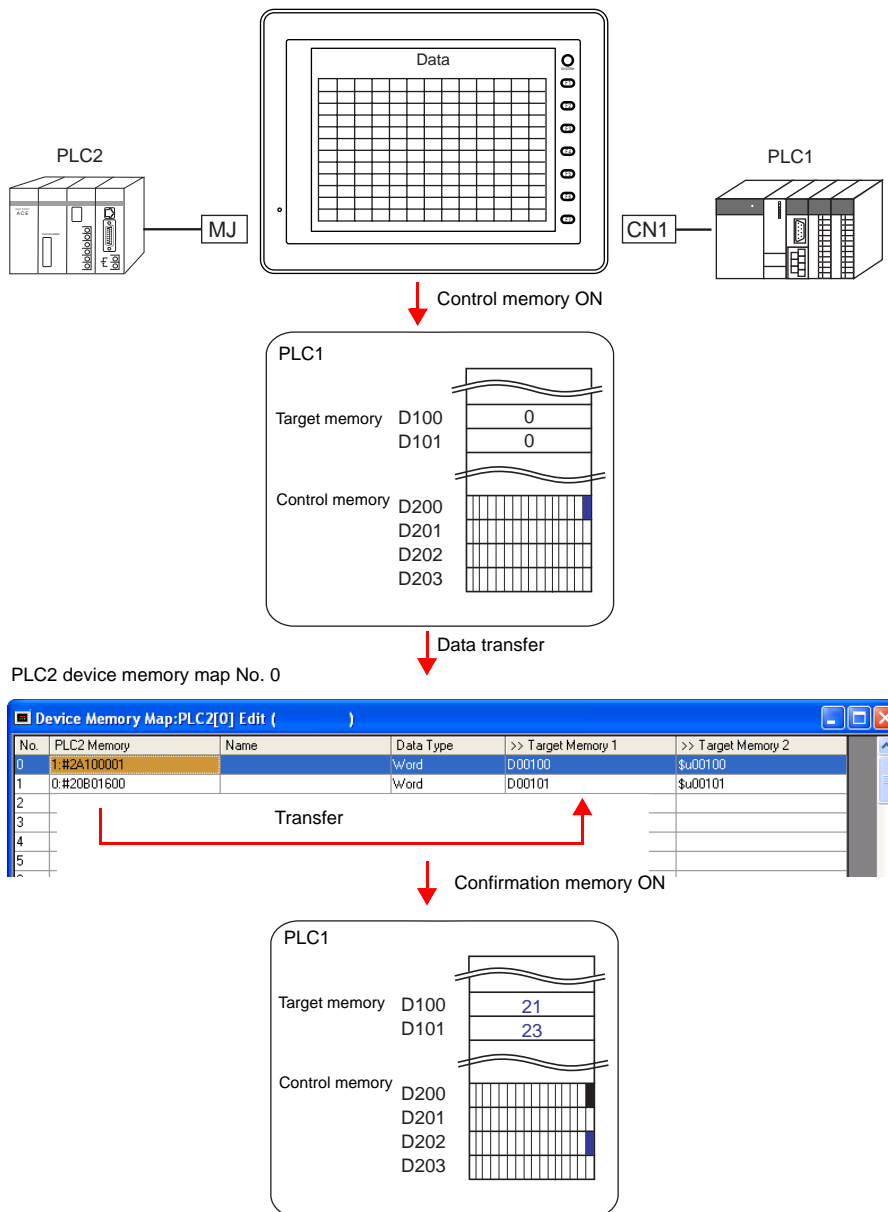 Data
PLC2
PLC1
MJ
CN1
Control memory ON
PLC1
Target memory D100 0
D101 0
Control memory D200
D201
D202
D203
Data transfer
PLC2 device memory map No. 0
Device Memory Map:PLC2[0] Edit ( )
No. PLC2 Memory Name Data Type >> Target Memory 1 >> Target Memory 2
0 1:#2A100001 Word D00100 $u00100
1 0:#20B01600 Word D00101 $u00101
2
3
Transfer
4
5
Confirmation memory ON
PLC1
Target memory D100 21
D101 23
Control memory D200
D201
D202
D203